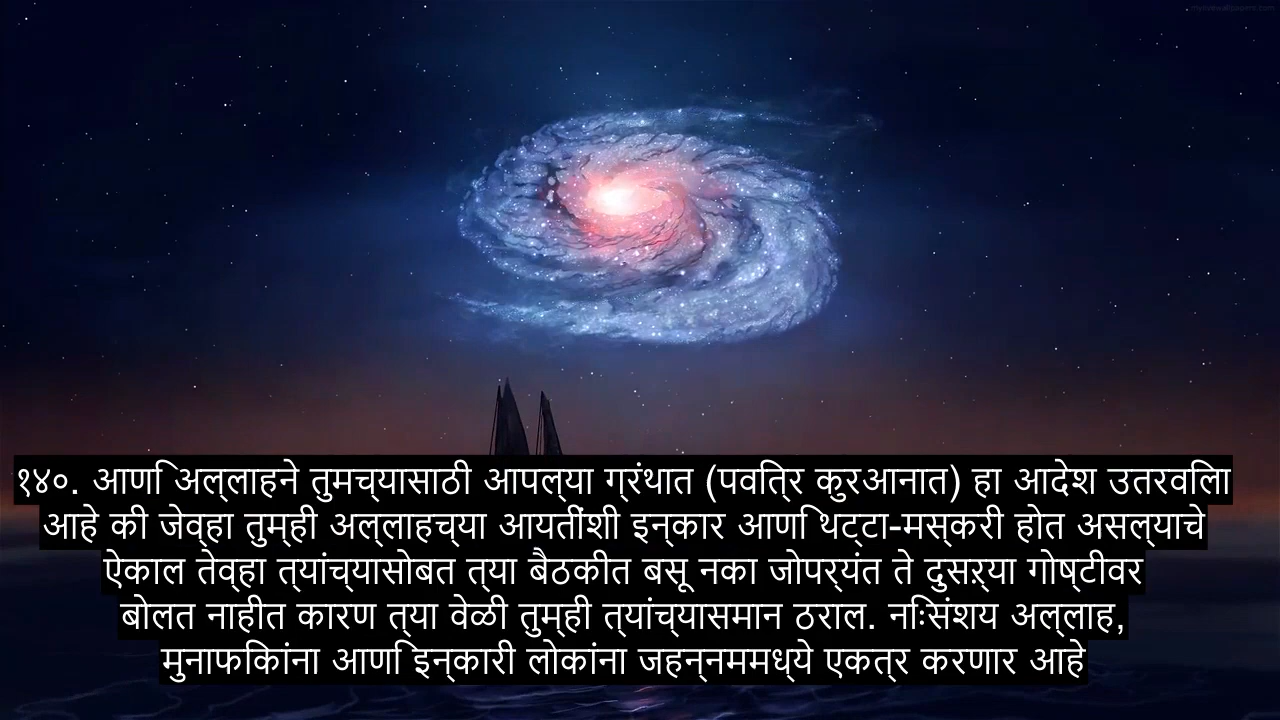 १४०. आणि अल्लाहने तुमच्यासाठी आपल्या ग्रंथात (पवित्र कुरआनात) हा आदेश उतरविला
आहे की जेव्हा तुम्ही अल्लाहच्या आयतींशी इन्कार आणि थट्टा-मस्करी होत असल्याचे
ऐकाल तेव्हा त्यांच्यासोबत त्या बैठकीत बसू नका जोपर्यंत ते दुसऱ्या गोष्टीवर
बोलत नाहीत कारण त्या वेळी तुम्ही त्यांच्यासमान ठराल. निःसंशय अल्लाह,
मुनाफिकांना आणि इन्कारी लोकांना जहन्नममध्ये एकत्र करणार आहे